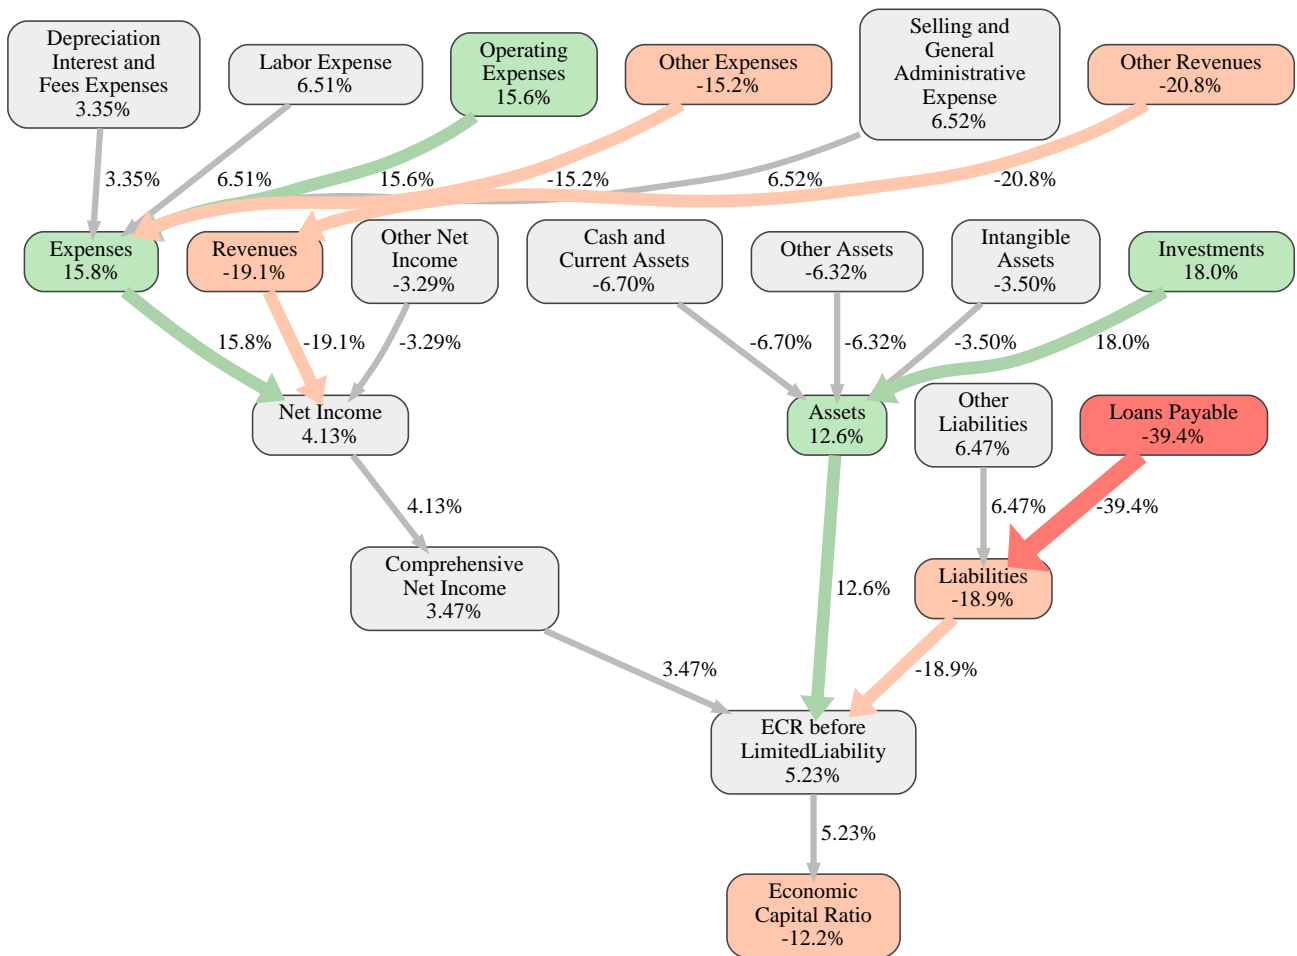 Depreciation
Interest and
Fees Expenses
3.35%
Labor Expense
6.51%
Operating
Expenses
15.6%
Other Expenses
-15.2%
Selling and
General
Administrative
Expense
6.52%
Other Revenues
-20.8%
3.35%
6.51%
15.6%
-15.2%
6.52%
-20.8%
Expenses
15.8%
Revenues
-19.1%
Other Net
Income
-3.29%
Cash and
Current Assets
-6.70%
Other Assets
-6.32%
Intangible
Assets
-3.50%
Investments
18.0%
15.8%
-19.1%
-3.29%
-6.70%
-6.32%
-3.50%
18.0%
Net Income
4.13%
Assets
12.6%
Other
Liabilities
6.47%
Loans Payable
-39.4%
4.13%
6.47%
-39.4%
Comprehensive
Net Income
3.47%
12.6%
Liabilities
-18.9%
3.47%
-18.9%
ECR before
LimitedLiability
5.23%
5.23%
Economic
Capital Ratio
-12.2%